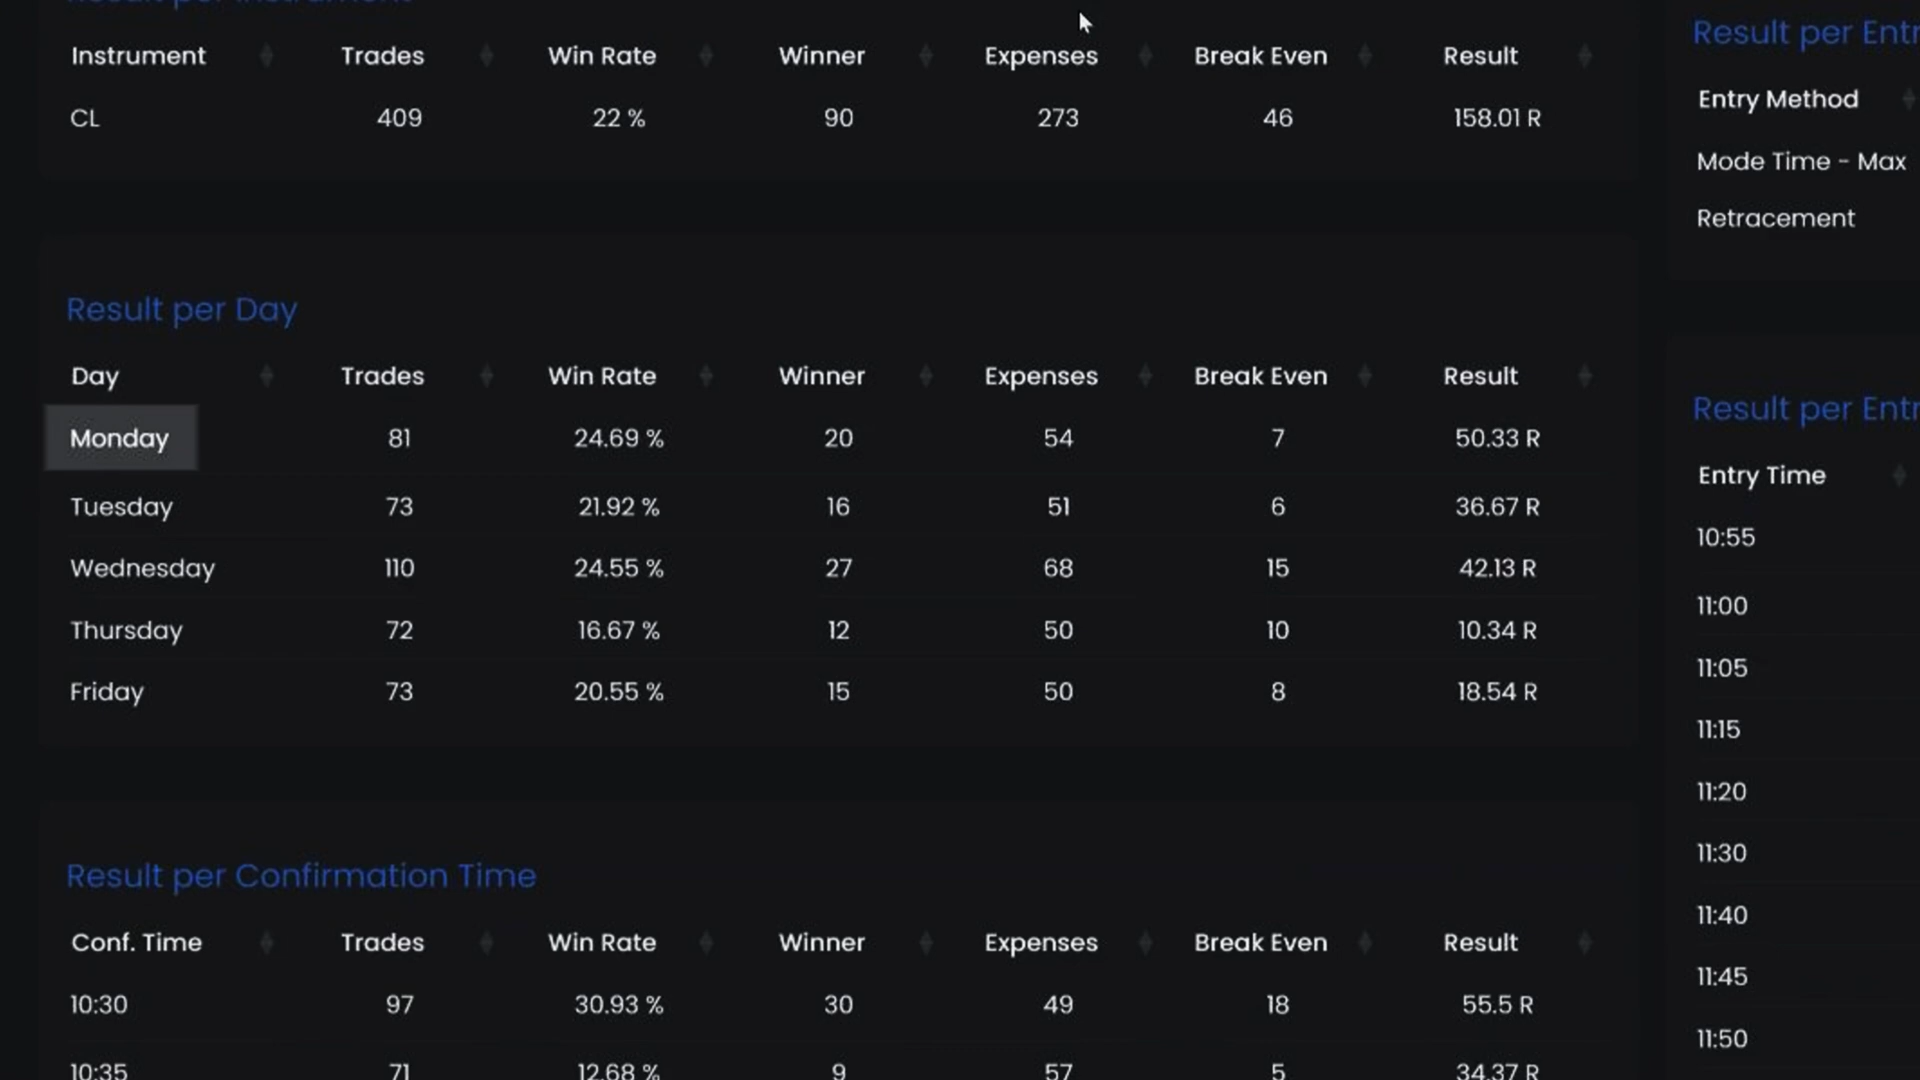 Result per Instrument
Instrument Trades Win Rate Winner Expenses Break Even Result
CL 409 22 % 90 273 46 158.01 R
Result per Day
Day Trades Win Rate Winner Expenses Break Even Result
Monday 81 24.69 % 20 54 7 50.33 R
Tuesday 73 21.92 % 16 51 6 36.67 R
Wednesday 110 24.55 % 27 68 15 42.13 R
Thursday 72 16.67 % 12 50 10 10.34 R
Friday 73 20.55 % 15 50 8 18.54 R
Result per Confirmation Time
Conf. Time Trades Win Rate Winner Expenses Break Even Result
10:30 97 30.93 % 30 49 18 55.5 R
10:35 71 12.68 % 9 57 5 34.37 R
Result per Entr
Entry Method
Mode Time - Max
Retracement
Result per Entr
Entry Time
10:55
11:00
11:05
11:15
11:20
11:30
11:40
11:45
11:50